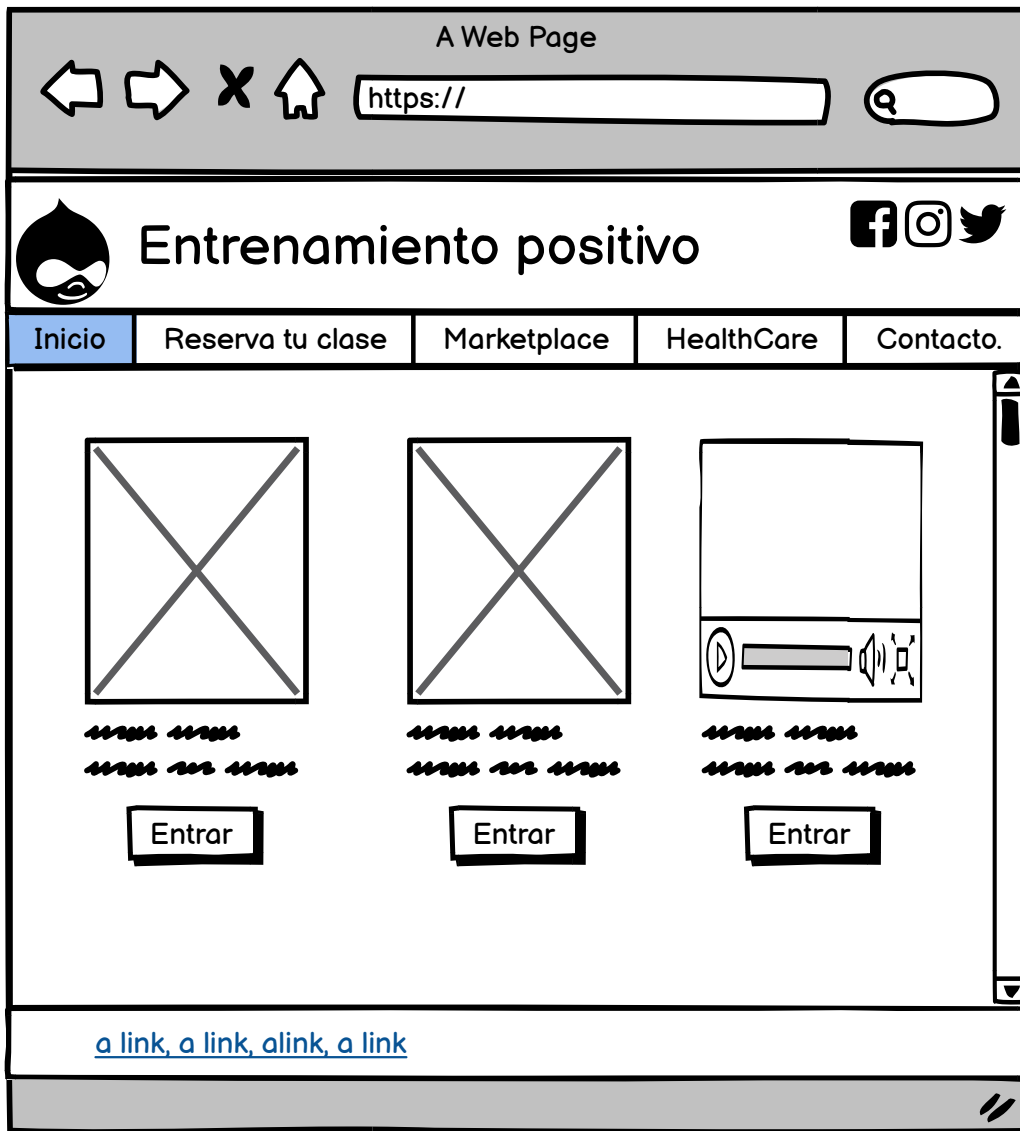 A Web Page
https://
Entrenamiento positivo
Inicio Reserva tu clase Marketplace HealthCare Contacto.
Entrar Entrar Entrar
a link, a link, alink, a link